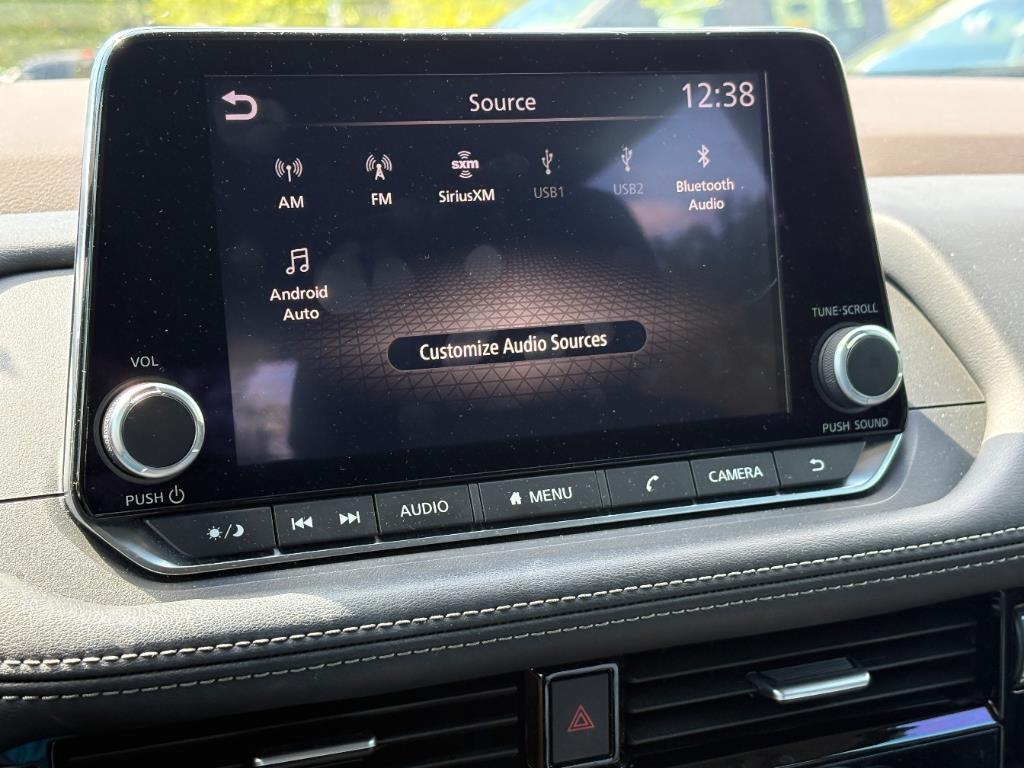 Source
12:38
AM
FM
sxm
SiriusXM
USB1
USB2
Bluetooth
Audio
Android
Auto
Customize Audio Sources
VOL
PUSH
TUNE·SCROLL
PUSH SOUND
AUDIO
MENU
CAMERA